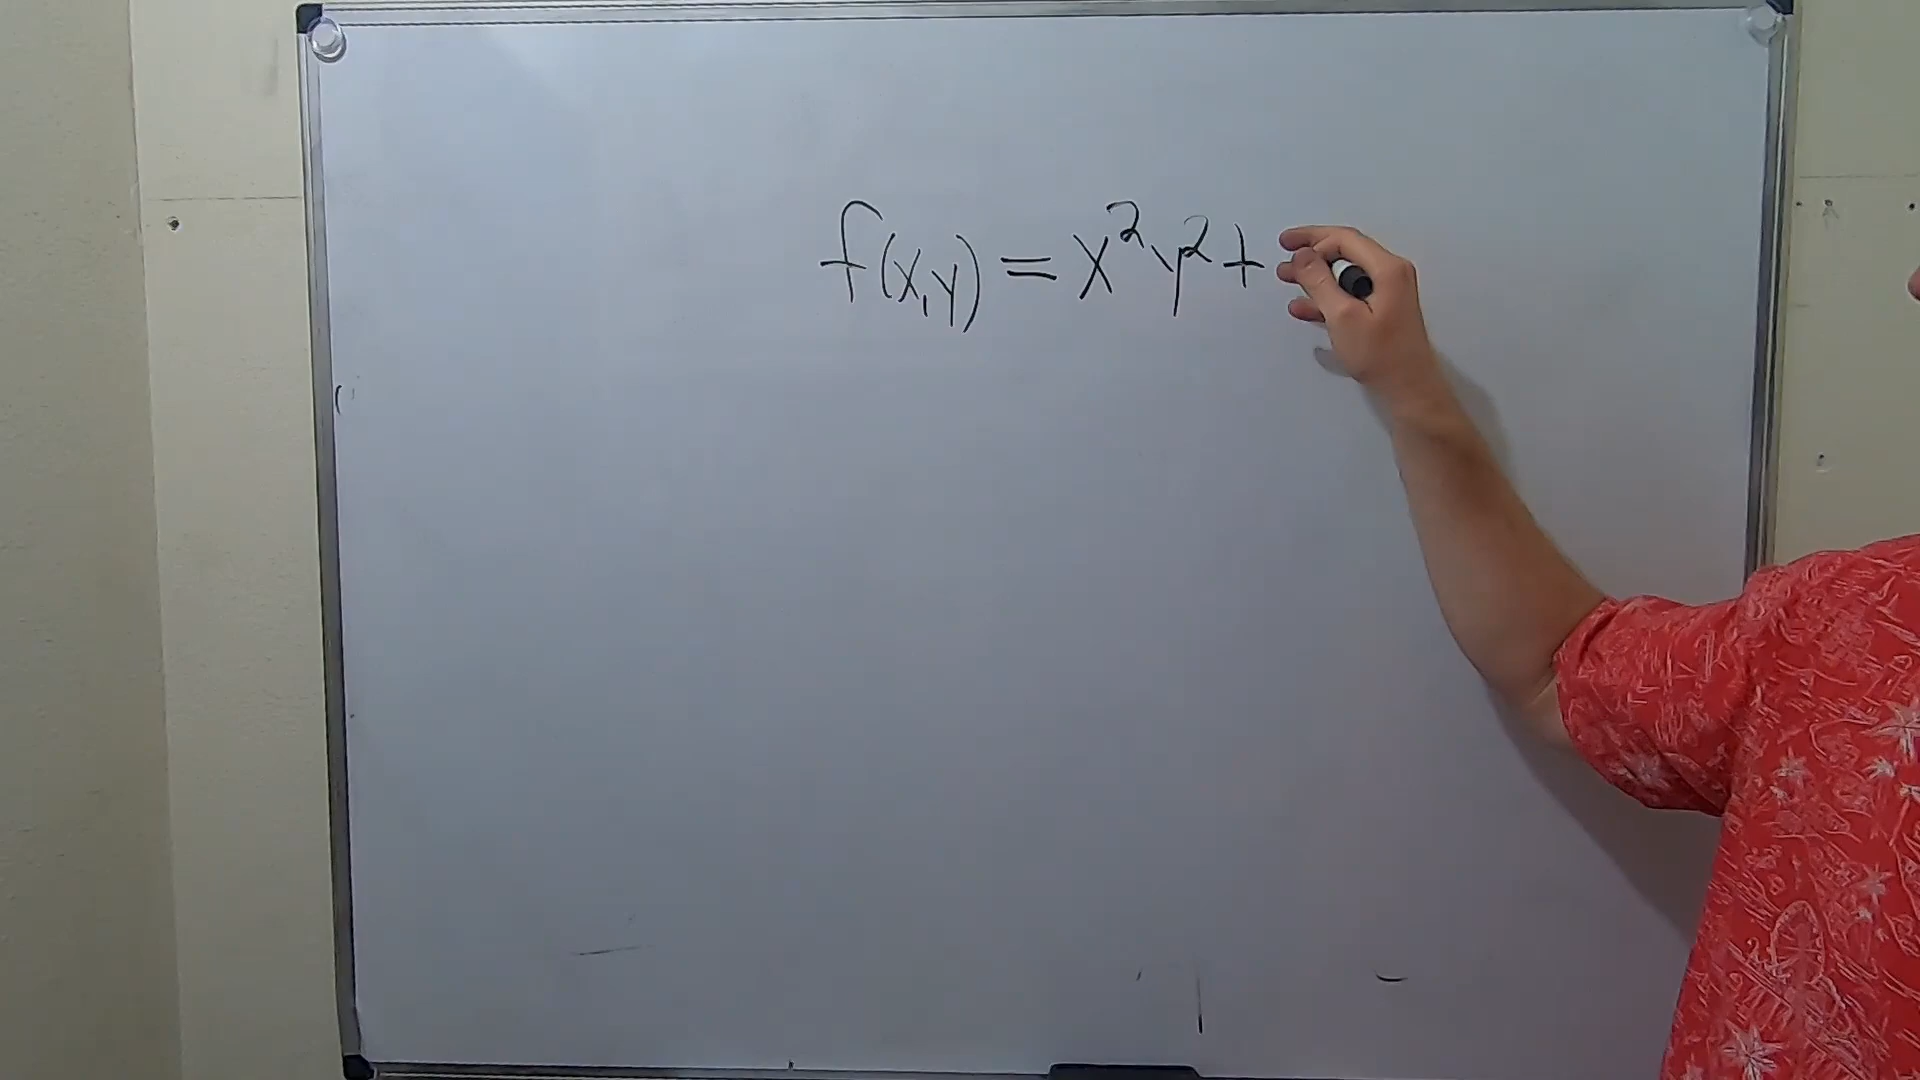 f(x,y) = x²y² +